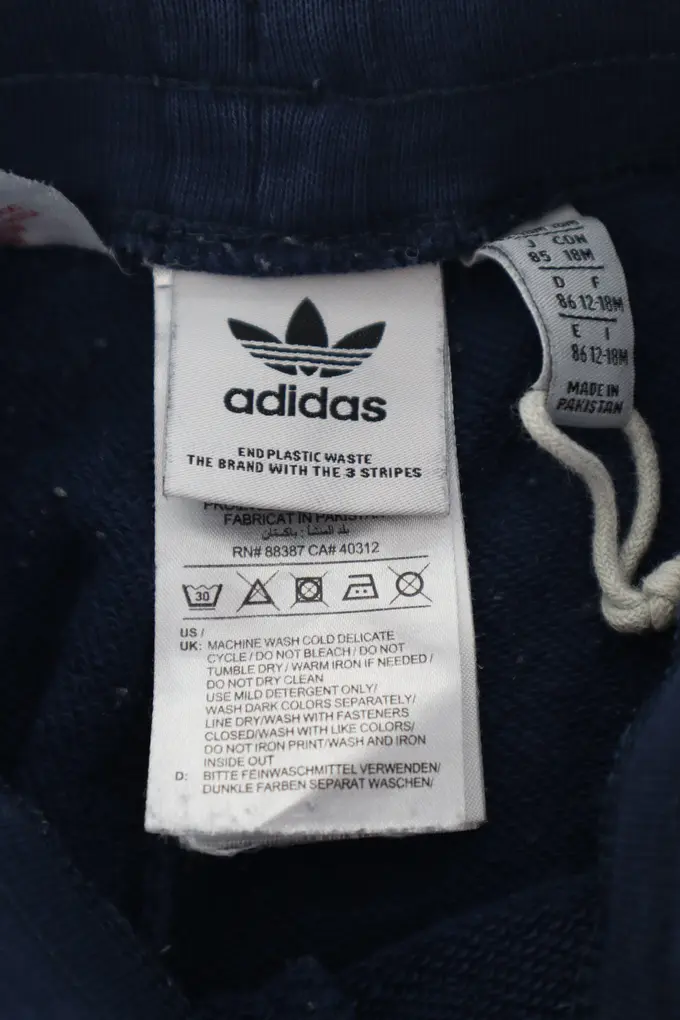 adidas
END PLASTIC WASTE
THE BRAND WITH THE 3 STRIPES
FABRICAT IN PAKISTAN
بلد المنشأ: باكستان
RN# 88387 CA# 40312
30
US /
UK: MACHINE WASH COLD DELICATE
CYCLE/DO NOT BLEACH/DO NOT
TUMBLE DRY/WARM IRON IF NEEDED/
DO NOT DRY CLEAN
USE MILD DETERGENT ONLY/
WASH DARK COLORS SEPARATELY/
LINE DRY/WASH WITH FASTENERS
CLOSED/WASH WITH LIKE COLORS/
DO NOT IRON PRINT/WASH AND IRON
INSIDE OUT
D: BITTE FEINWASCHMITTEL VERWENDEN/
DUNKLE FARBEN SEPARAT WASCHEN/
J CON
85 18M
D F
86 12-18M
E I
86 12-18M
MADE IN
PAKISTAN